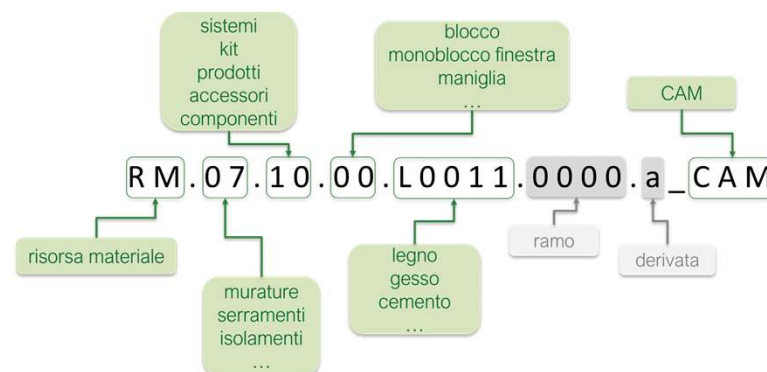 sistemi
kit
prodotti
accessori
componenti
blocco
monoblocco finestra
maniglia
...
CAM
RM.07.10.00.L0011.0000.a_CAM
risorsa materiale
murature
serramenti
isolamenti
...
legno
gesso
cemento
...
ramo
derivata